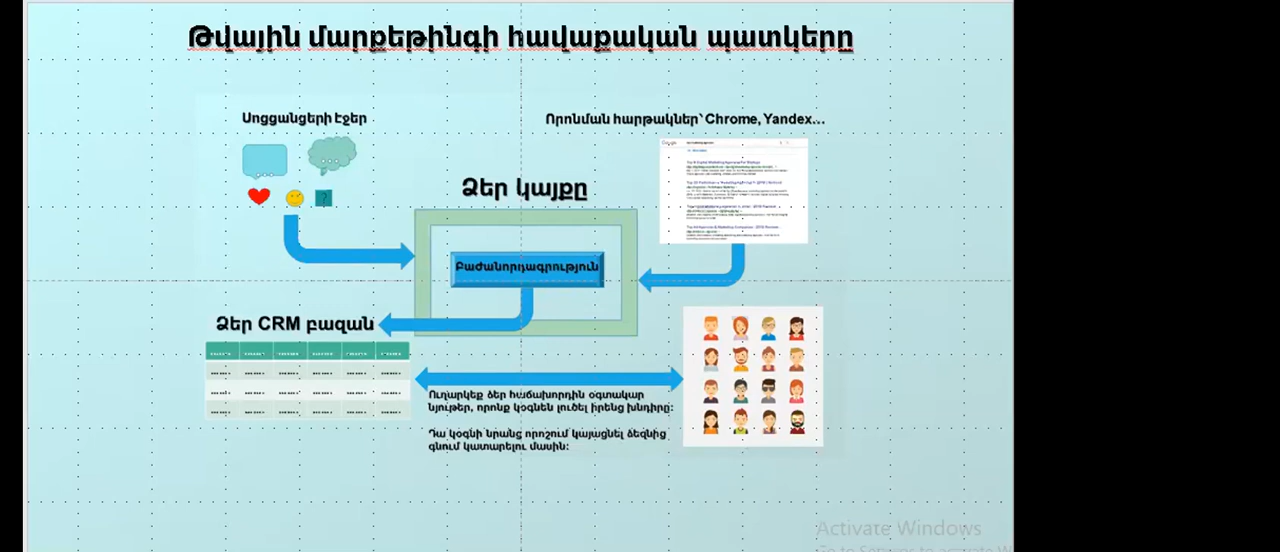 Թվային մարքեթինգի հավաքական պատկերը
Սոցցանցերի էջեր
Որոնման հարթակներ՝ Chrome, Yandex...
Ձեր կայքը
Բաժանորդագրություն
Ձեր CRM բազան
Ուղարկեք ձեր հաճախորդին օգտակար
նյութեր, որոնք կօգնեն լուծել իրենց խնդիրը:
Դա կօգնի նրանց որոշում կայացնել ձեզնից
գնում կատարելու մասին:
Activate Windows